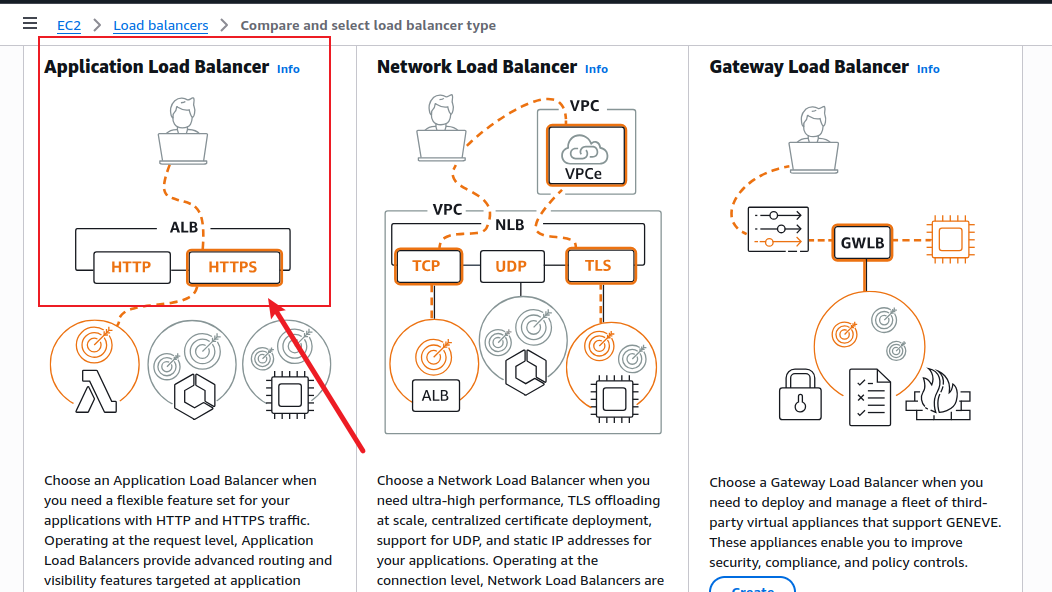 EC2 > Load balancers > Compare and select load balancer type
Application Load Balancer Info
ALB
HTTP
HTTPS
Choose an Application Load Balancer when
you need a flexible feature set for your
applications with HTTP and HTTPS traffic.
Operating at the request level, Application
Load Balancers provide advanced routing and
visibility features targeted at application
Network Load Balancer Info
VPC
VPCe
VPC
NLB
TCP
UDP
TLS
ALB
Choose a Network Load Balancer when you
need ultra-high performance, TLS offloading
at scale, centralized certificate deployment,
support for UDP, and static IP addresses for
your applications. Operating at the
connection level, Network Load Balancers are
Gateway Load Balancer Info
GWLB
Choose a Gateway Load Balancer when you
need to deploy and manage a fleet of third-
party virtual appliances that support GENEVE.
These appliances enable you to improve
security, compliance, and policy controls.
Create